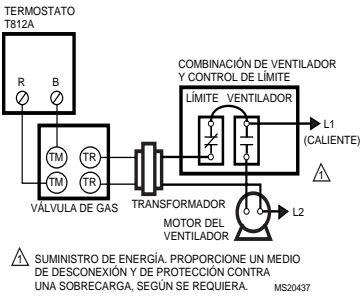 TERMOSTATO
T812A
R B
COMBINACIÓN DE VENTILADOR
Y CONTROL DE LÍMITE
LÍMITE VENTILADOR
L1
(CALIENTE)
1
TM TR
TM TR
VÁLVULA DE GAS
TRANSFORMADOR
MOTOR DEL
VENTILADOR
L2
1 SUMINISTRO DE ENERGÍA. PROPORCIONE UN MEDIO
DE DESCONEXIÓN Y DE PROTECCIÓN CONTRA
UNA SOBRECARGA, SEGÚN SE REQUIERA. MS20437